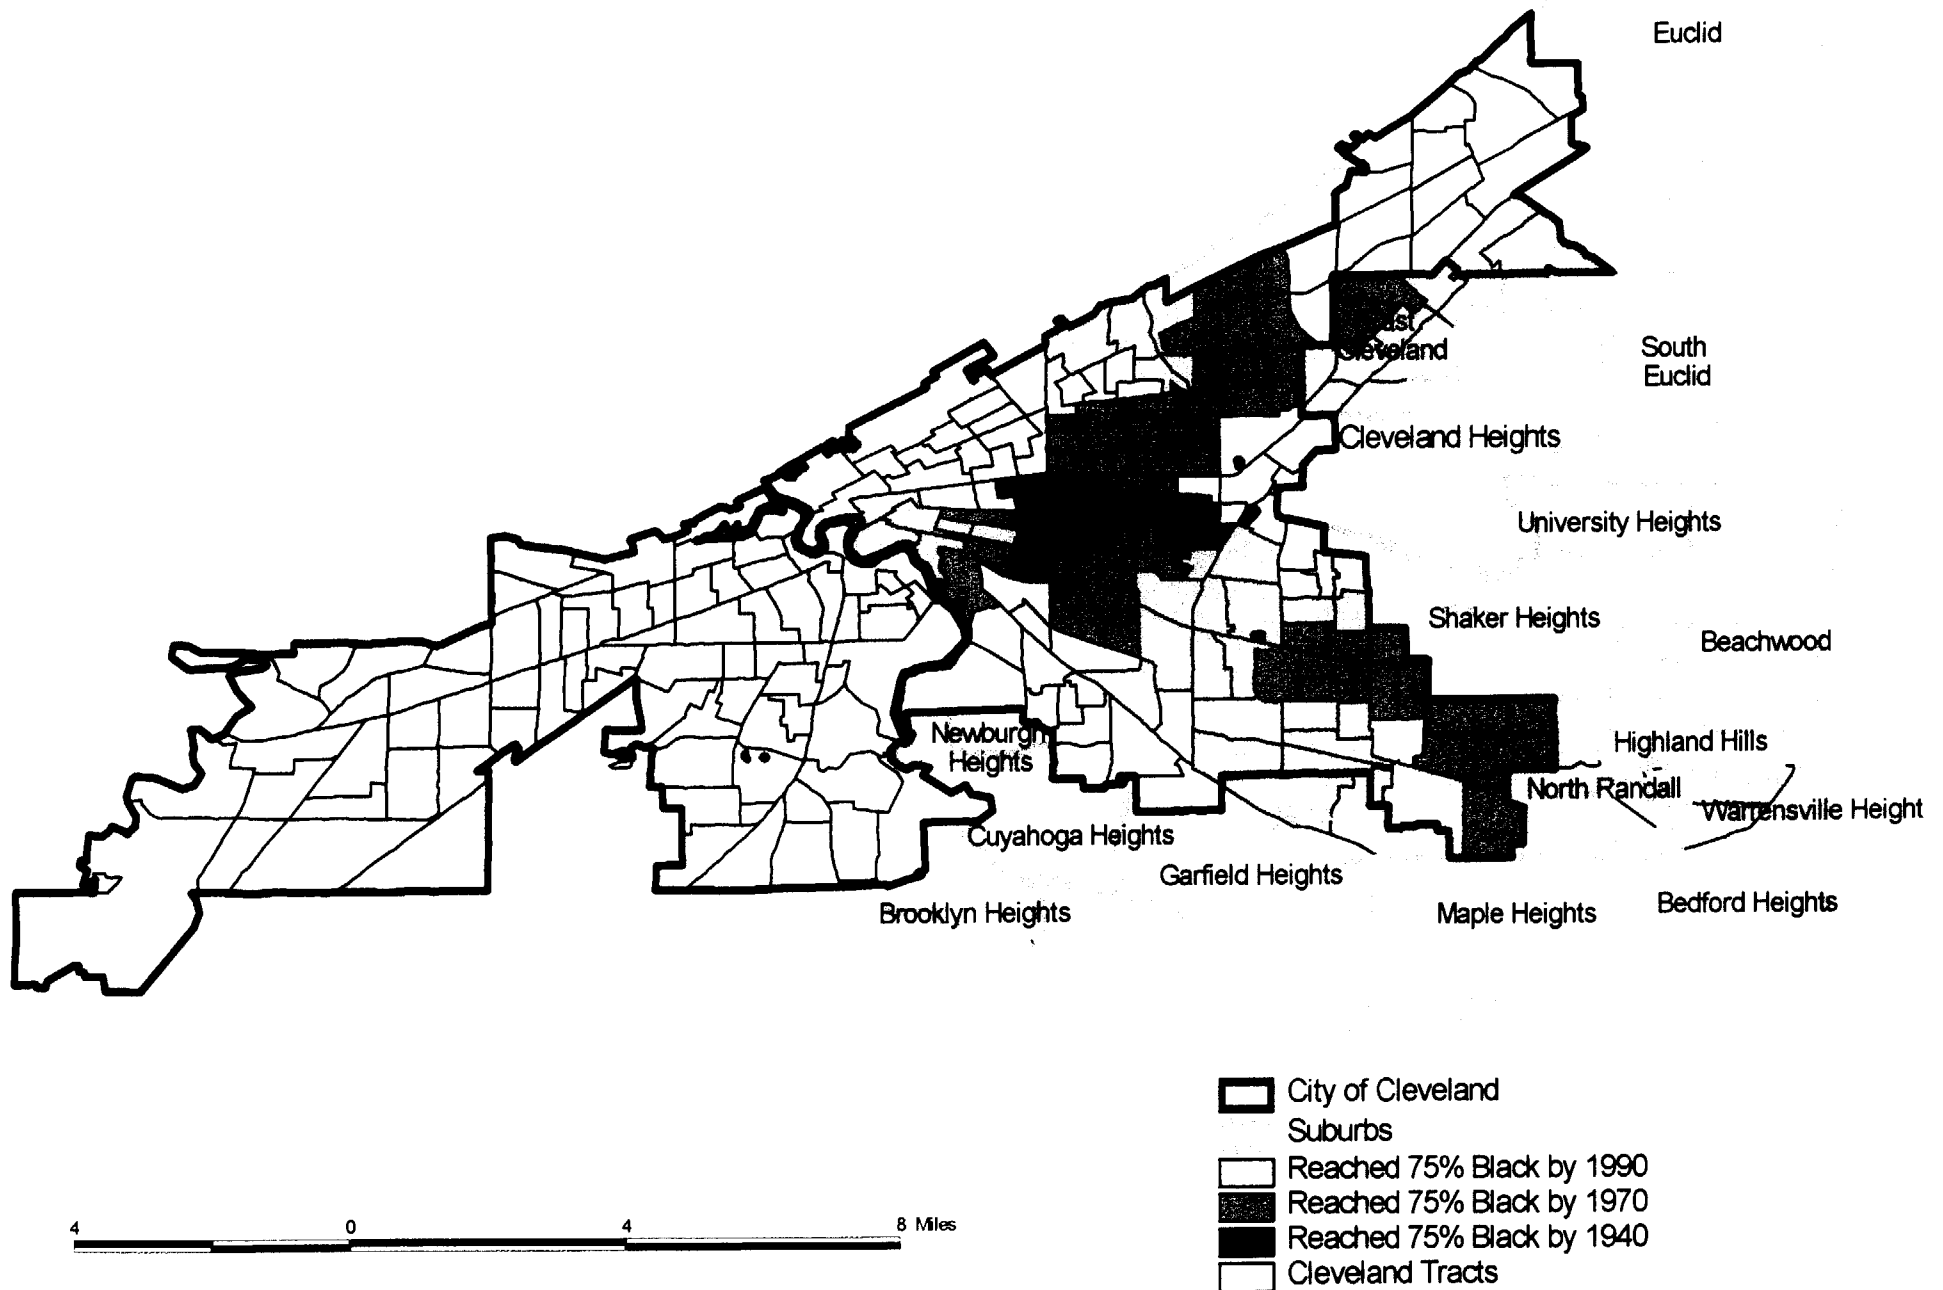 Euclid
East
Cleveland
South
Euclid
Cleveland Heights
University Heights
Shaker Heights
Beachwood
Newburgh
Heights
Highland Hills
North Randall
Warrensville Height
Cuyahoga Heights
Garfield Heights
Brooklyn Heights
Maple Heights
Bedford Heights
City of Cleveland
Suburbs
Reached 75% Black by 1990
Reached 75% Black by 1970
Reached 75% Black by 1940
Cleveland Tracts
4 0 4 8 Miles